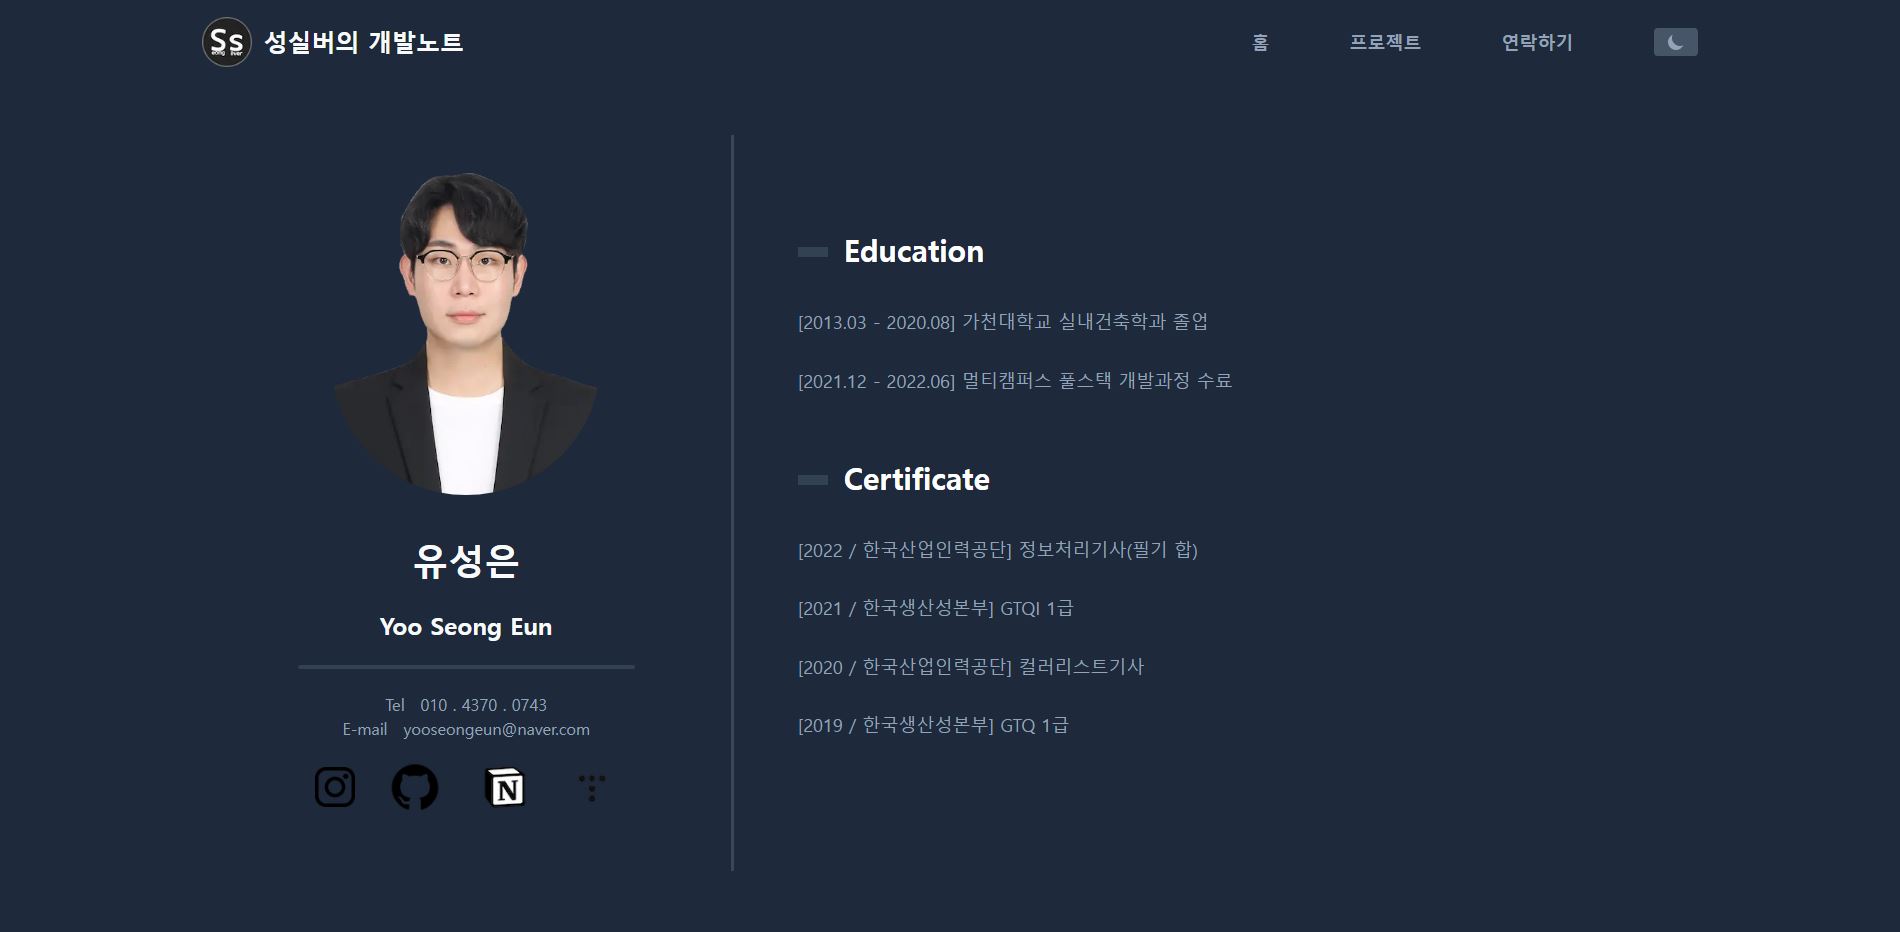 Ss
성실버의 개발노트
홈
프로젝트
연락하기
유성은
Yoo Seong Eun
Tel 010 . 4370 . 0743
E-mail yooseongeun@naver.com
N
Education
[2013.03 - 2020.08] 가천대학교 실내건축학과 졸업
[2021.12 - 2022.06] 멀티캠퍼스 풀스택 개발과정 수료
Certificate
[2022 / 한국산업인력공단] 정보처리기사(필기 합)
[2021 / 한국생산성본부] GTQI 1급
[2020 / 한국산업인력공단] 컬러리스트기사
[2019 / 한국생산성본부] GTQ 1급